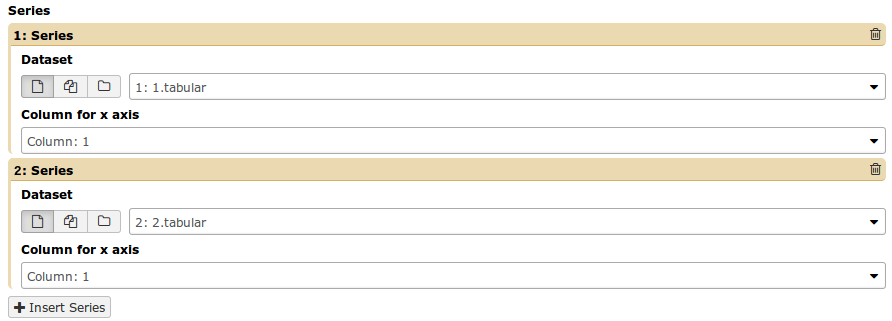 Series
1: Series
Dataset
1: 1.tabular
Column for x axis
Column: 1
2: Series
Dataset
2: 2.tabular
Column for x axis
Column: 1
Insert Series